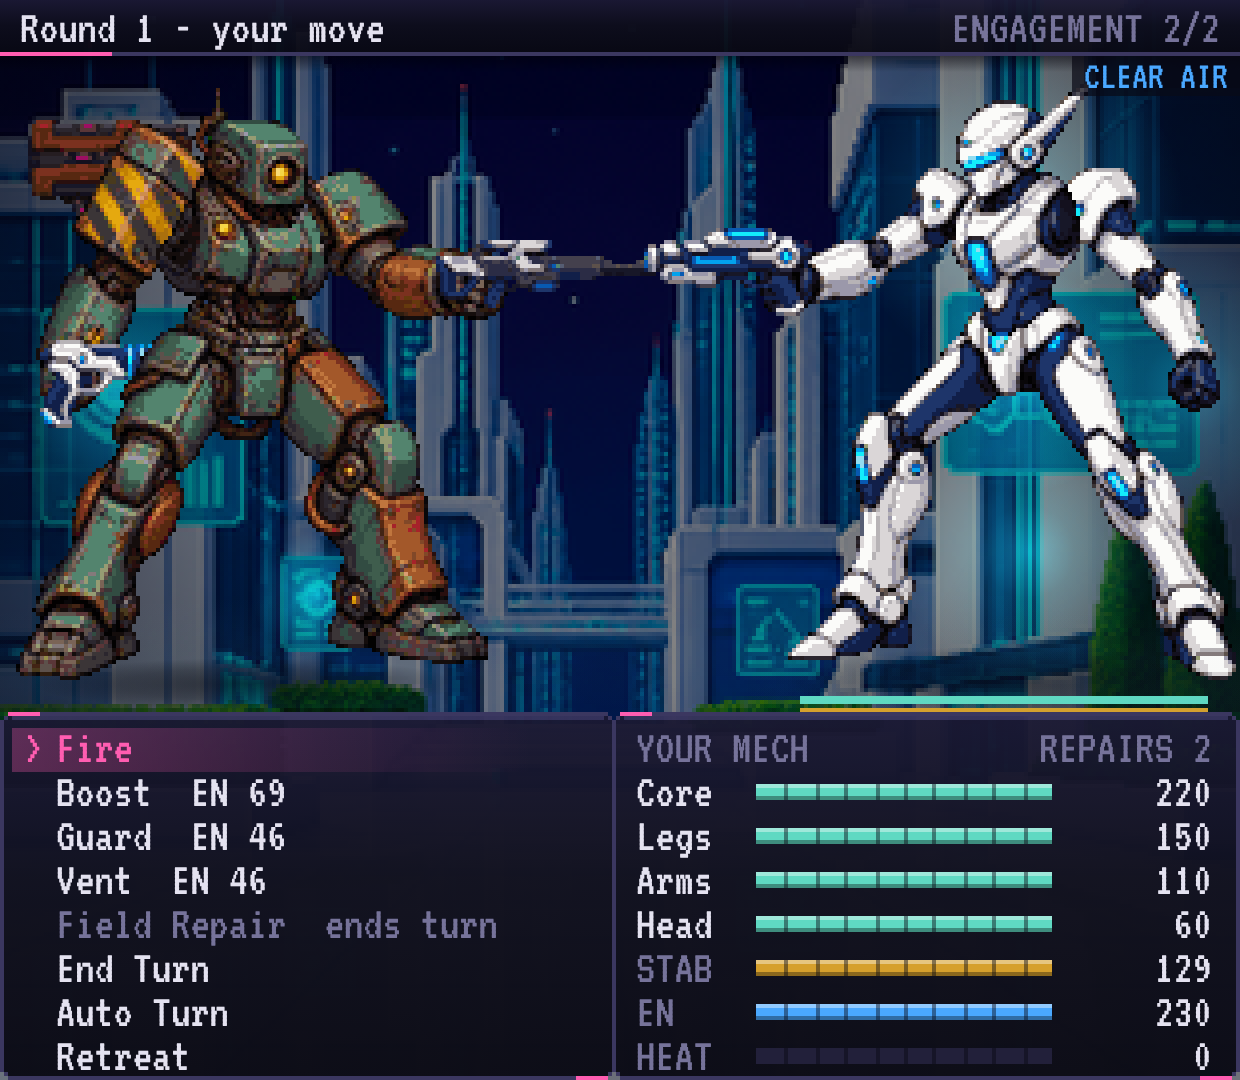 Round 1 - your move
ENGAGEMENT 2/2
CLEAR AIR
> Fire
Boost EN 69
Guard EN 46
Vent EN 46
Field Repair ends turn
End Turn
Auto Turn
Retreat
YOUR MECH REPAIRS 2
Core 220
Legs 150
Arms 110
Head 60
STAB 129
EN 230
HEAT 0